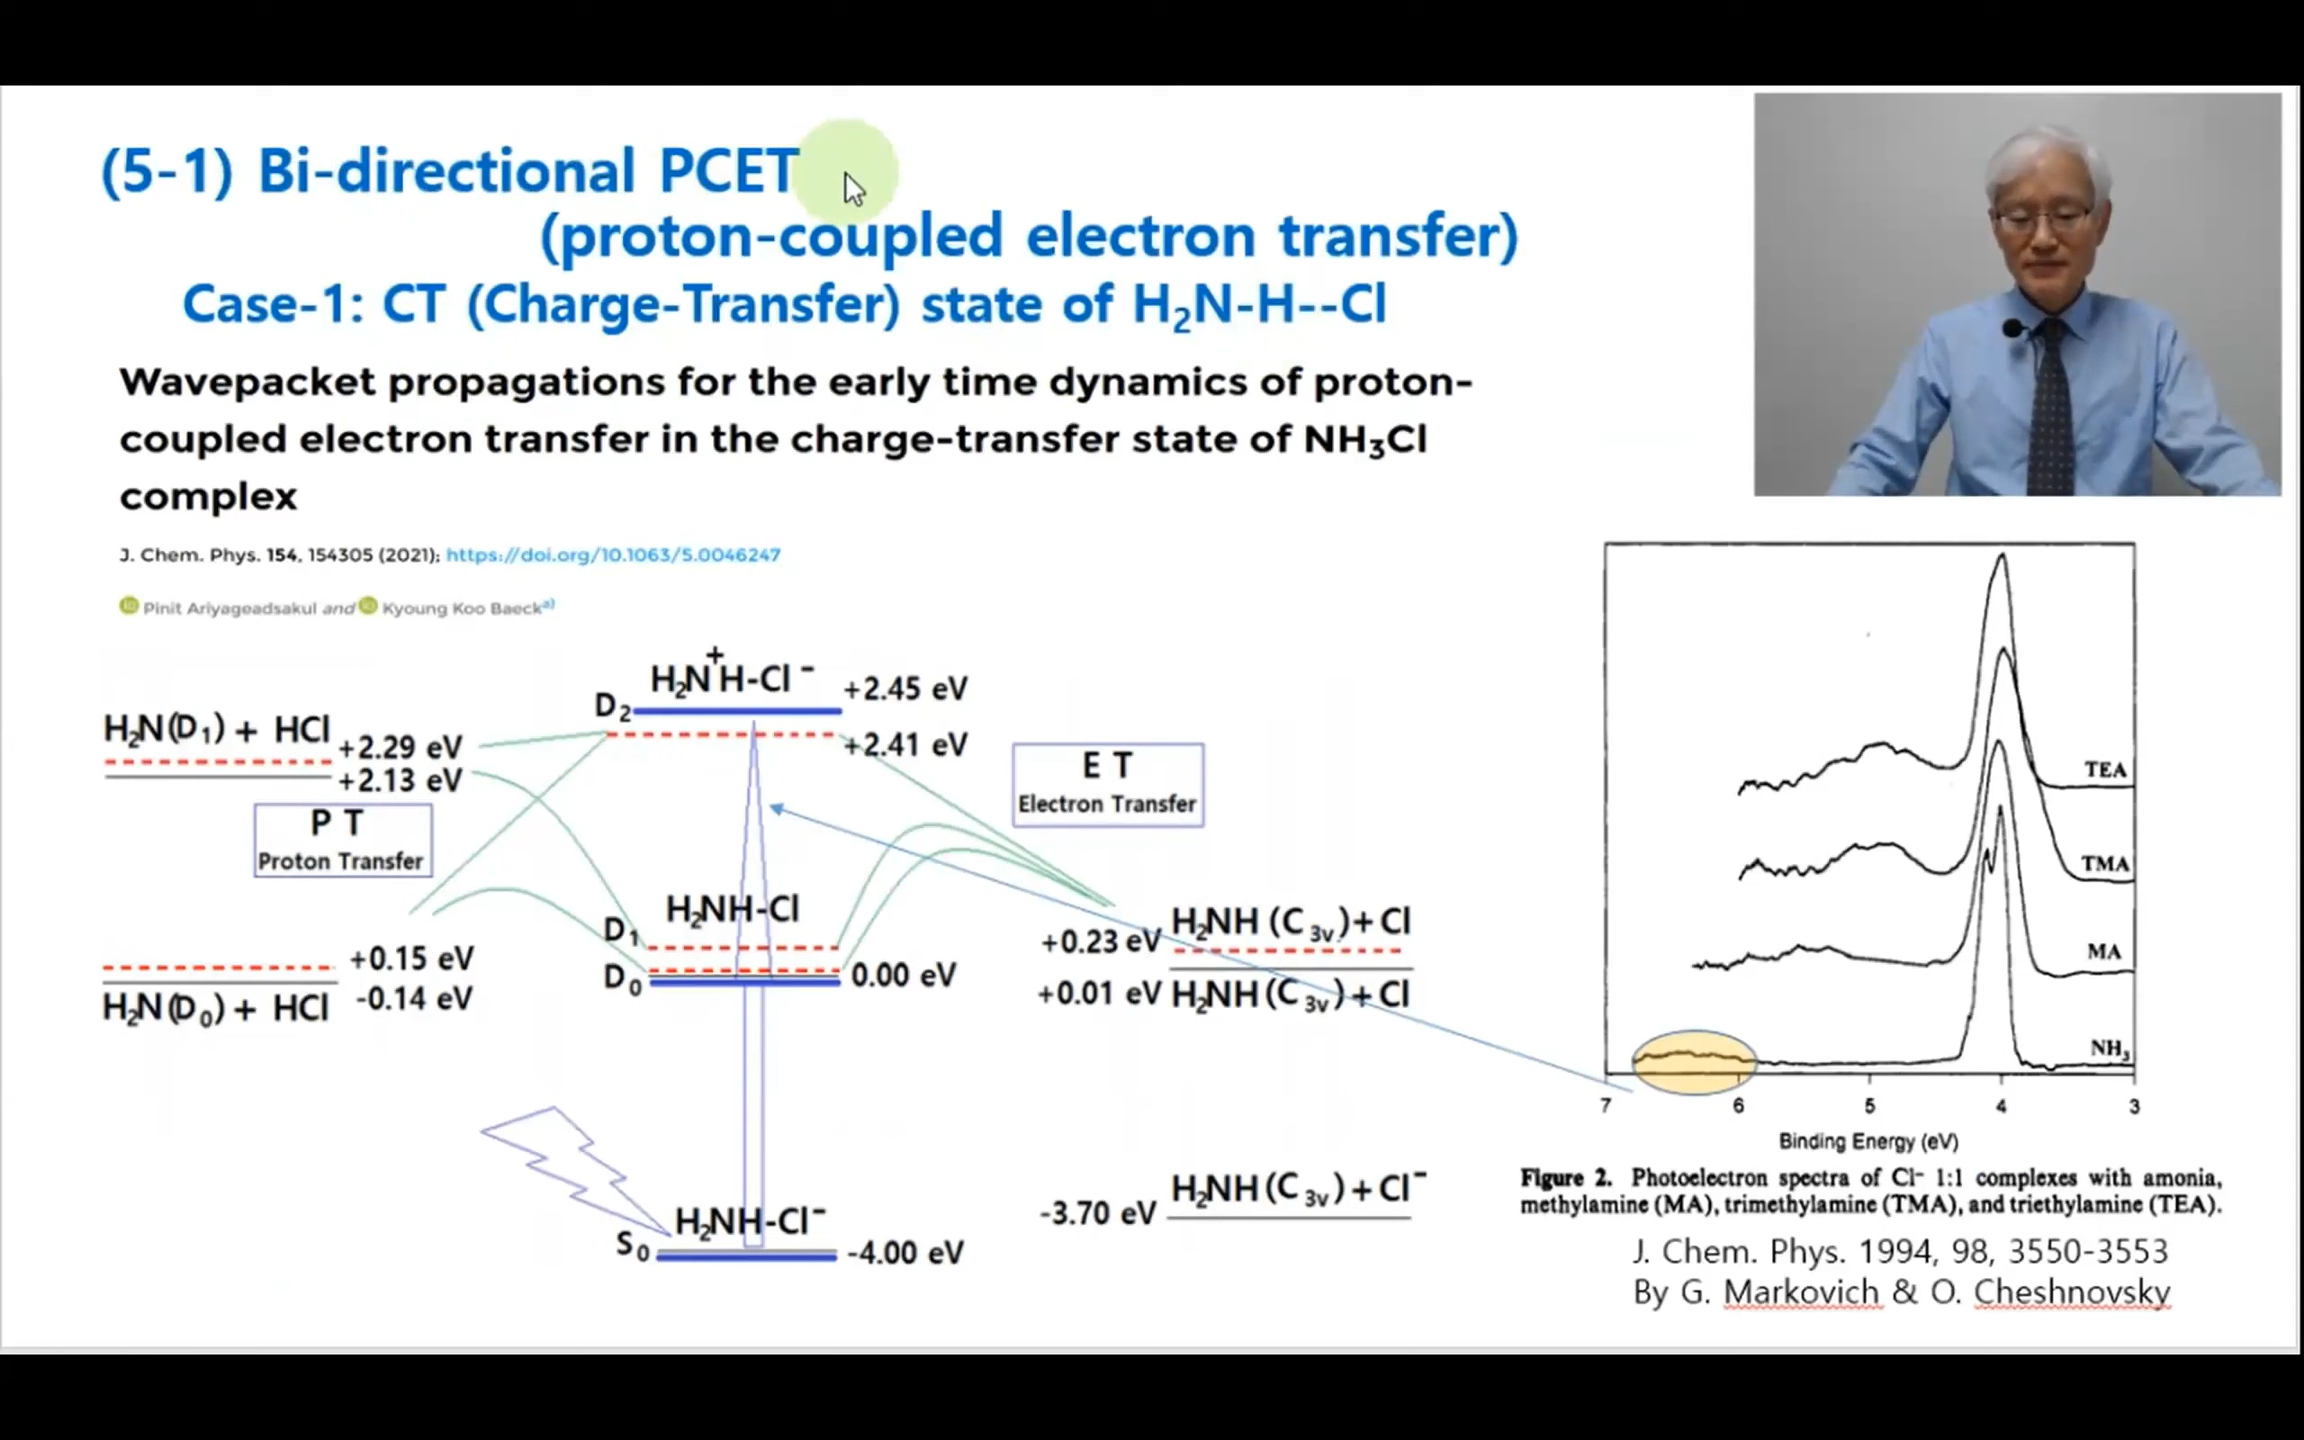 (5-1) Bi-directional PCET
(proton-coupled electron transfer)
Case-1: CT (Charge-Transfer) state of H₂N-H--Cl
Wavepacket propagations for the early time dynamics of proton-
coupled electron transfer in the charge-transfer state of NH₃Cl
complex
J. Chem. Phys. 154, 154305 (2021); https://doi.org/10.1063/5.0046247
iD Pinit Ariyageadsakul and iD Kyoung Koo Baeck a)
H₂N⁺H-Cl⁻
D₂
+2.45 eV
+2.41 eV
H₂N(D₁) + HCl
+2.29 eV
+2.13 eV
P T
Proton Transfer
E T
Electron Transfer
H₂NH-Cl
D₁
D₀
0.00 eV
+0.15 eV
-0.14 eV
H₂N(D₀) + HCl
+0.23 eV H₂NH (C₃ᵥ)+ Cl
+0.01 eV H₂NH (C₃ᵥ)+ Cl
-3.70 eV H₂NH (C₃ᵥ)+ Cl⁻
H₂NH-Cl⁻
S₀
-4.00 eV
TEA
TMA
MA
NH₃
7 6 5 4 3
Binding Energy (eV)
Figure 2. Photoelectron spectra of Cl⁻ 1:1 complexes with amonia,
methylamine (MA), trimethylamine (TMA), and triethylamine (TEA).
J. Chem. Phys. 1994, 98, 3550-3553
By G. Markovich & O. Cheshnovsky